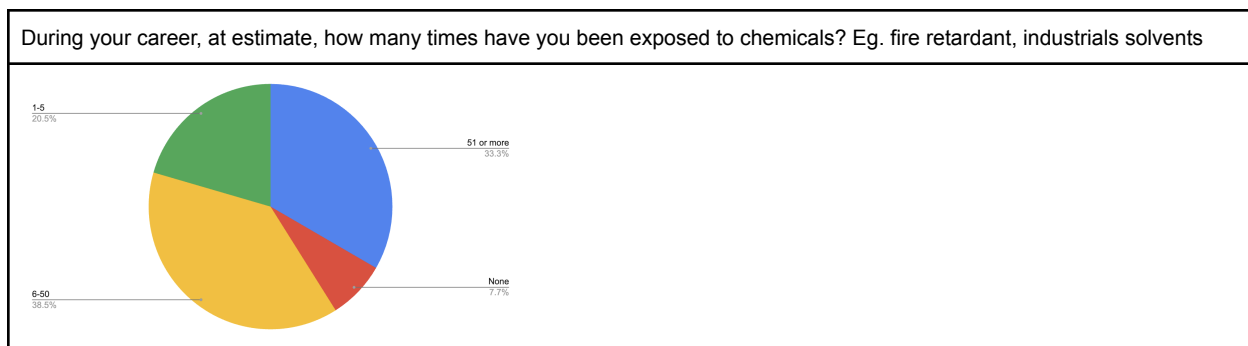 During your career, at estimate, how many times have you been exposed to chemicals? Eg. fire retardant, industrials solvents
1-5
20.5%
51 or more
33.3%
None
7.7%
6-50
38.5%